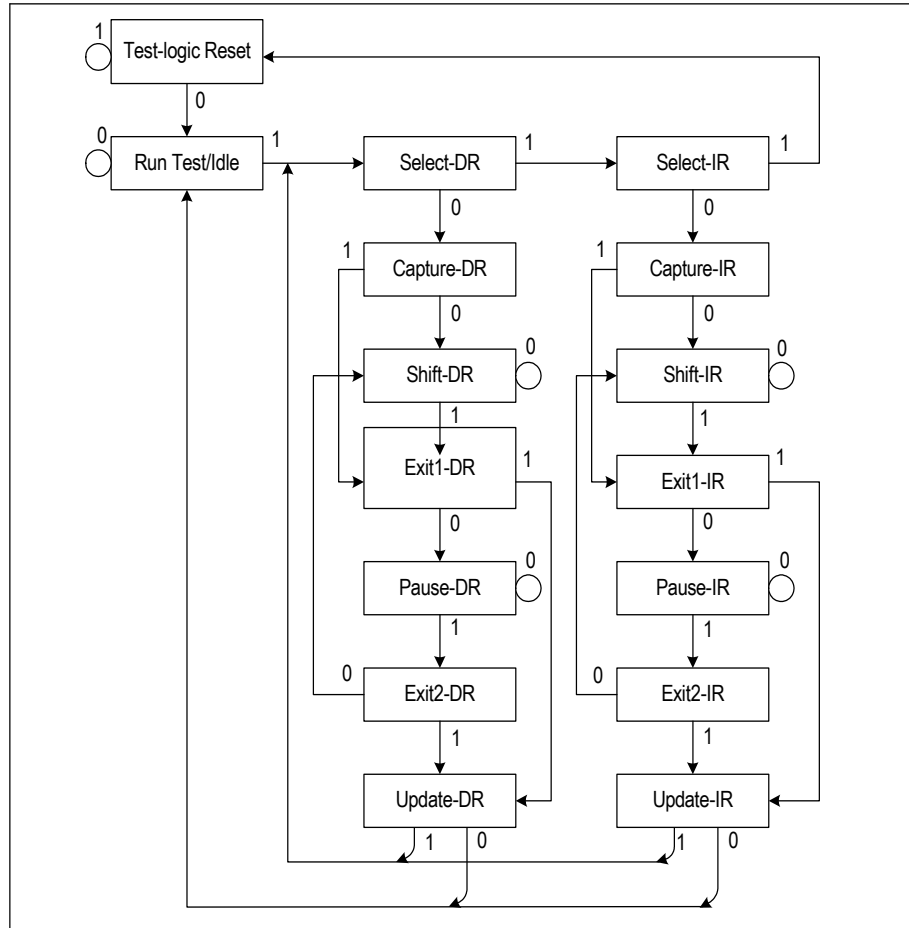 1
Test-logic Reset
0
0
Run Test/Idle
1
Select-DR
1
Select-IR
1
0
0
1
Capture-DR
1
Capture-IR
0
0
Shift-DR
0
Shift-IR
0
1
1
Exit1-DR
1
Exit1-IR
1
0
0
Pause-DR
0
Pause-IR
0
1
1
0
Exit2-DR
0
Exit2-IR
1
1
Update-DR
Update-IR
1
0
1
0